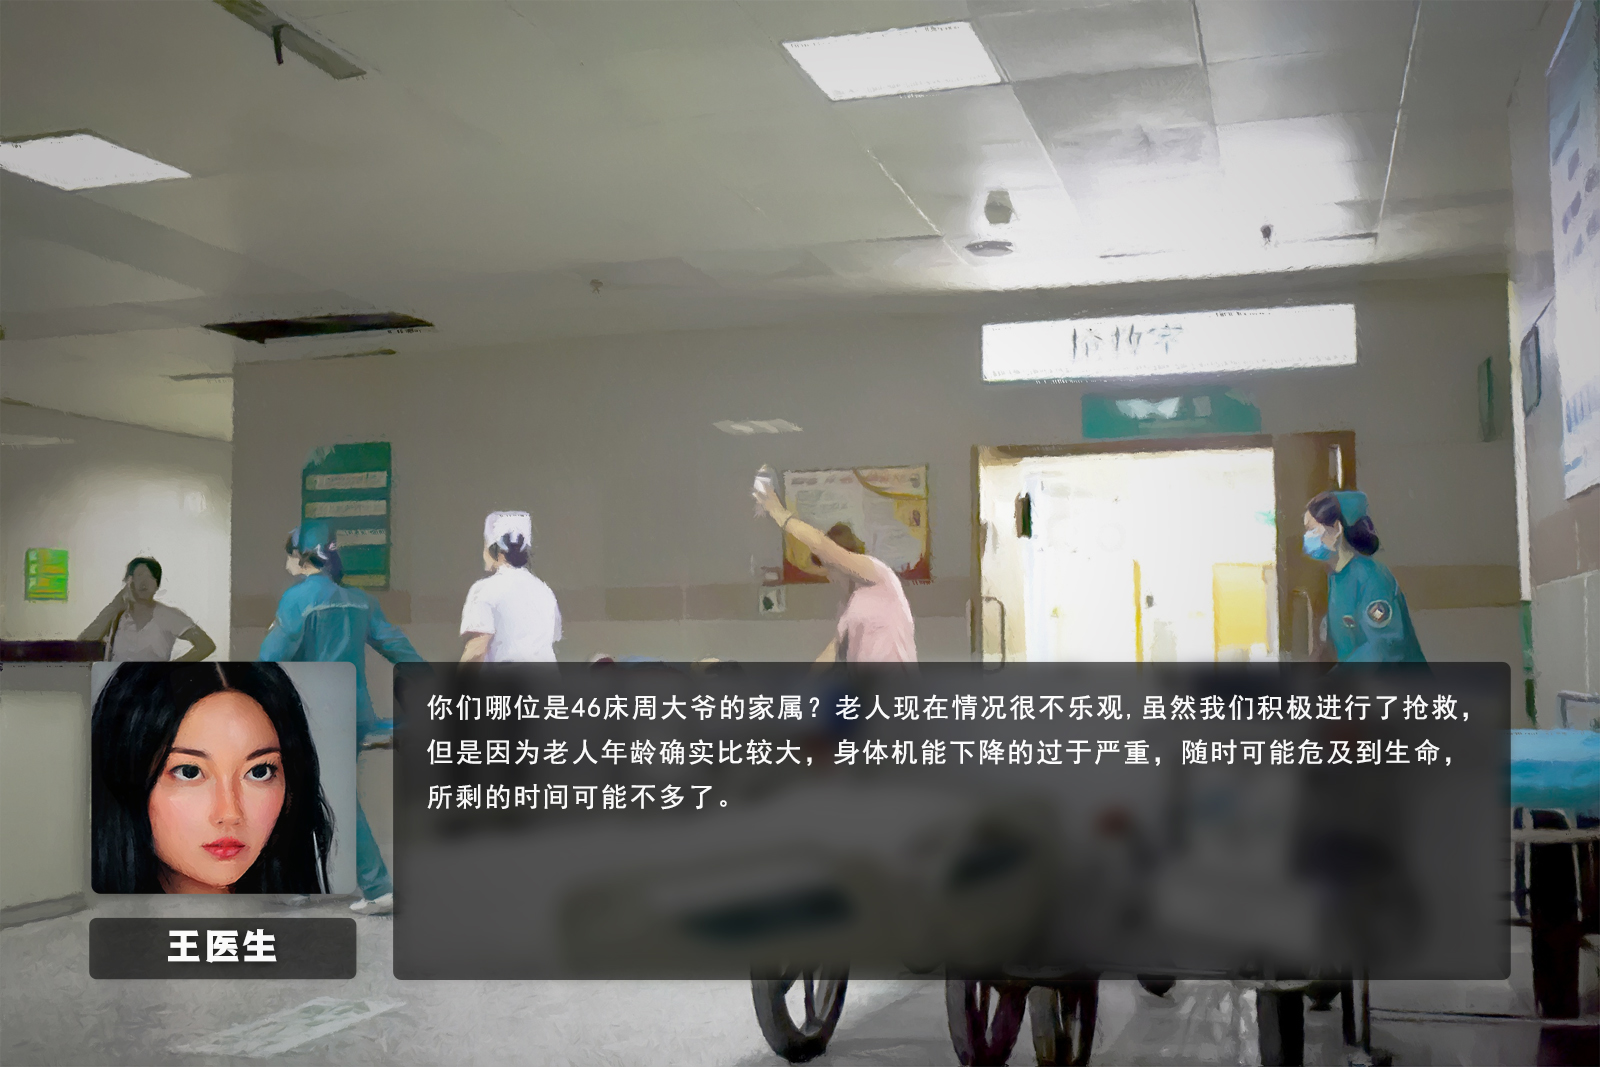 你们哪位是46床周大爷的家属？老人现在情况很不乐观,虽然我们积极进行了抢救，
但是因为老人年龄确实比较大，身体机能下降的过于严重，随时可能危及到生命，
所剩的时间可能不多了。
王医生